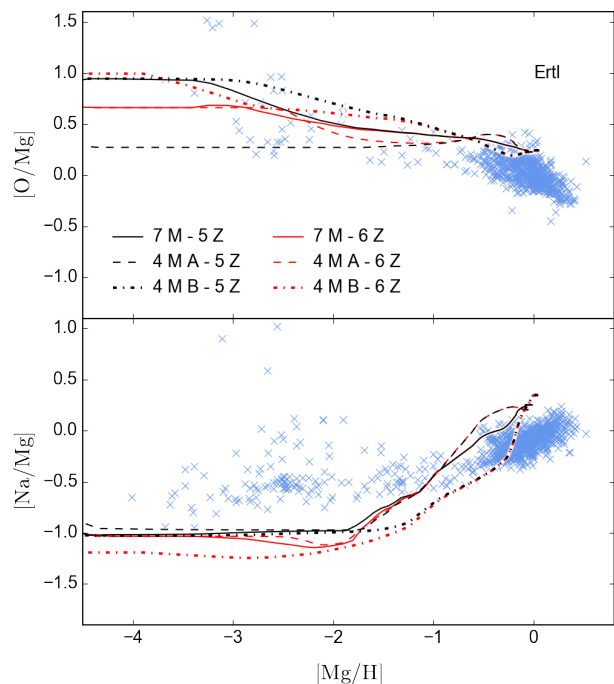 1.5
1.0
0.5
0.0
−0.5
−1.0
[O/Mg]
Ertl
7 M - 5 Z
7 M - 6 Z
4 M A - 5 Z
4 M A - 6 Z
4 M B - 5 Z
4 M B - 6 Z
1.0
0.5
0.0
−0.5
−1.0
−1.5
[Na/Mg]
−4 −3 −2 −1 0
[Mg/H]